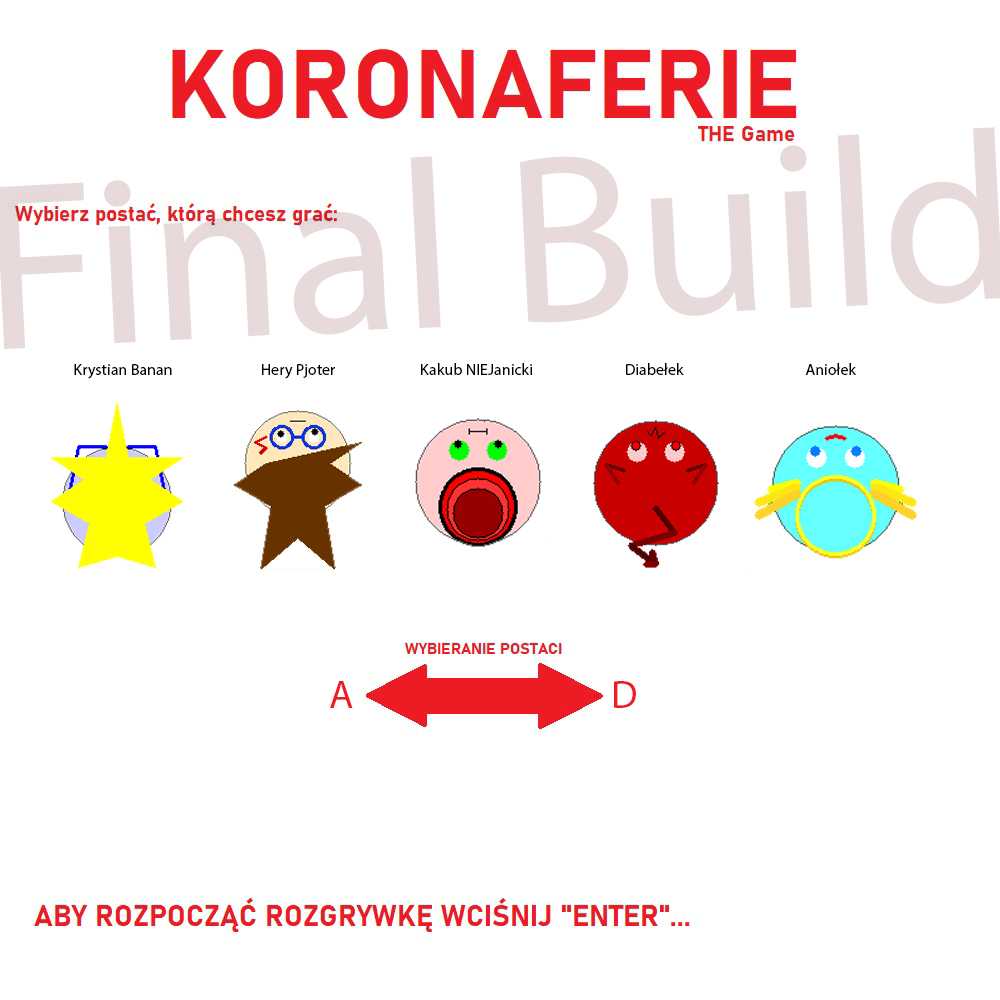 KORONAFERIE
THE Game
Final Build
Wybierz postać, którą chcesz grać:
Krystian Banan
Hery Pjoter
Kakub NIEJanicki
Diabełek
Aniołek
WYBIERANIE POSTACI
A
D
ABY ROZPOCZĄĆ ROZGRYWKĘ WCIŚNIJ "ENTER"...